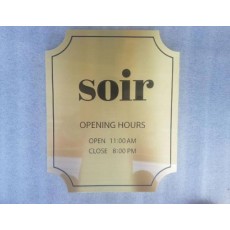 soir
OPENING HOURS
OPEN 11:00 AM
CLOSE 8:00 PM